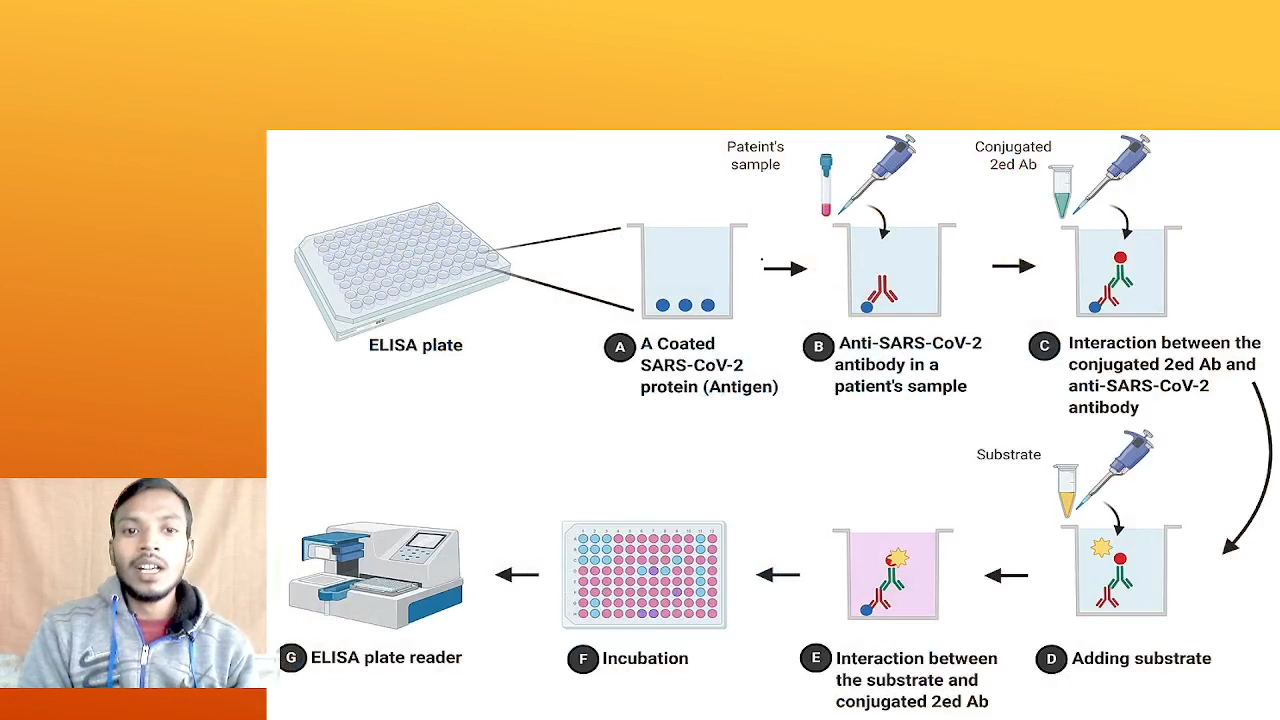 Pateint's
sample
Conjugated
2ed Ab
ELISA plate
A
A Coated
SARS-CoV-2
protein (Antigen)
B
Anti-SARS-CoV-2
antibody in a
patient's sample
C
Interaction between the
conjugated 2ed Ab and
anti-SARS-CoV-2
antibody
Substrate
G
ELISA plate reader
F
Incubation
E
Interaction between
the substrate and
conjugated 2ed Ab
D
Adding substrate